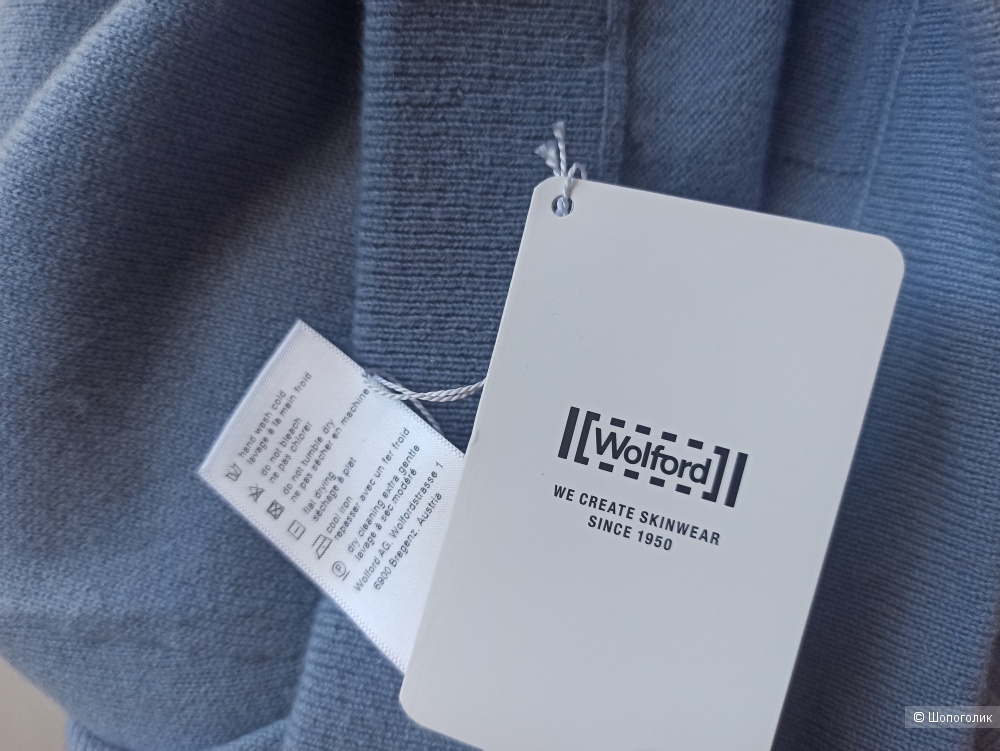 hand wash cold
lavage à la main froid
do not bleach
ne pas chlorer
do not tumble dry
ne pas sécher en machine
flat drying
séchage à plat
cool iron
repasser avec un fer froid
dry cleaning extra gentle
lavage à sec modéré
Wolford AG, Wolfordstrasse 1
6900 Bregenz, Austria
P
Wolford
WE CREATE SKINWEAR
SINCE 1950
© Шопоголик